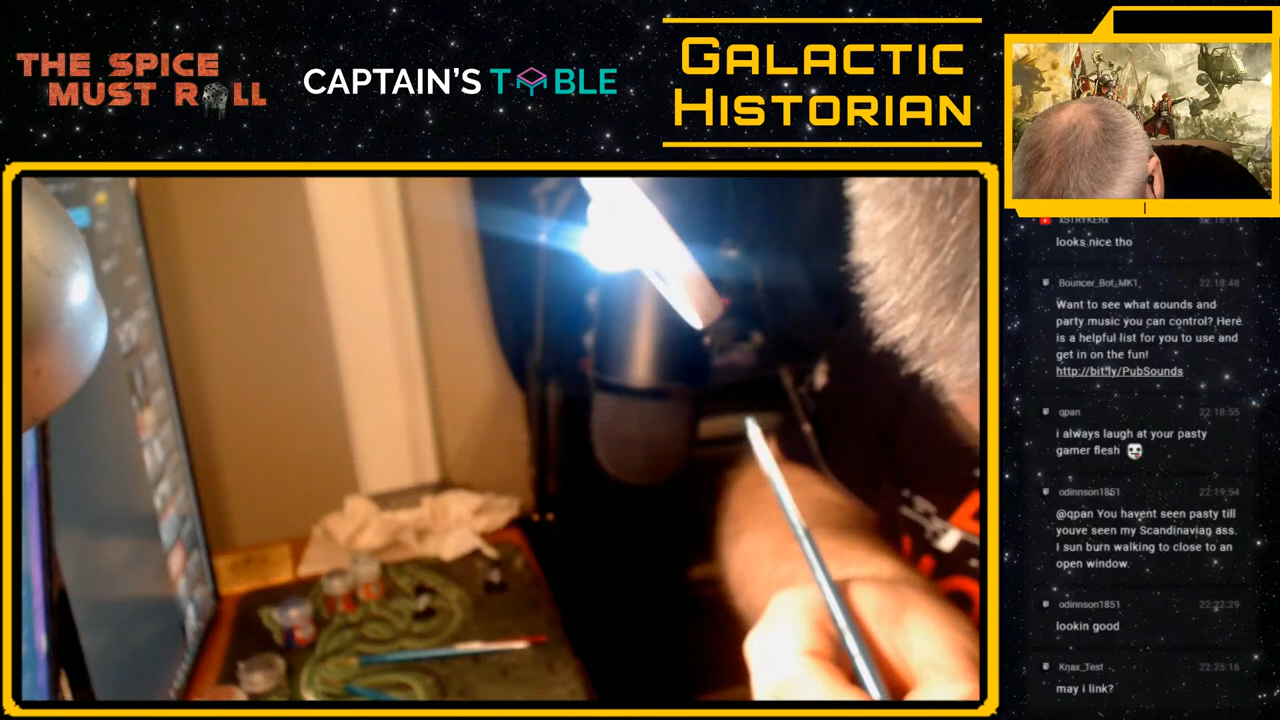 THE SPICE
MUST ROLL
CAPTAIN'S TABLE
GALACTIC
HISTORIAN
xSTRYKERx 22:18:14
looks nice tho
Bouncer_Bot_MK1 22:18:48
Want to see what sounds and
party music you can control? Here
is a helpful list for you to use and
get in on the fun!
http://bit.ly/PubSounds
qpan 22:18:55
i always laugh at your pasty
gamer flesh
odinnson1851 22:19:54
@qpan You havent seen pasty till
youve seen my Scandinavian ass.
I sun burn walking to close to an
open window.
odinnson1851 22:22:29
lookin good
Knax_Test 22:25:16
may i link?